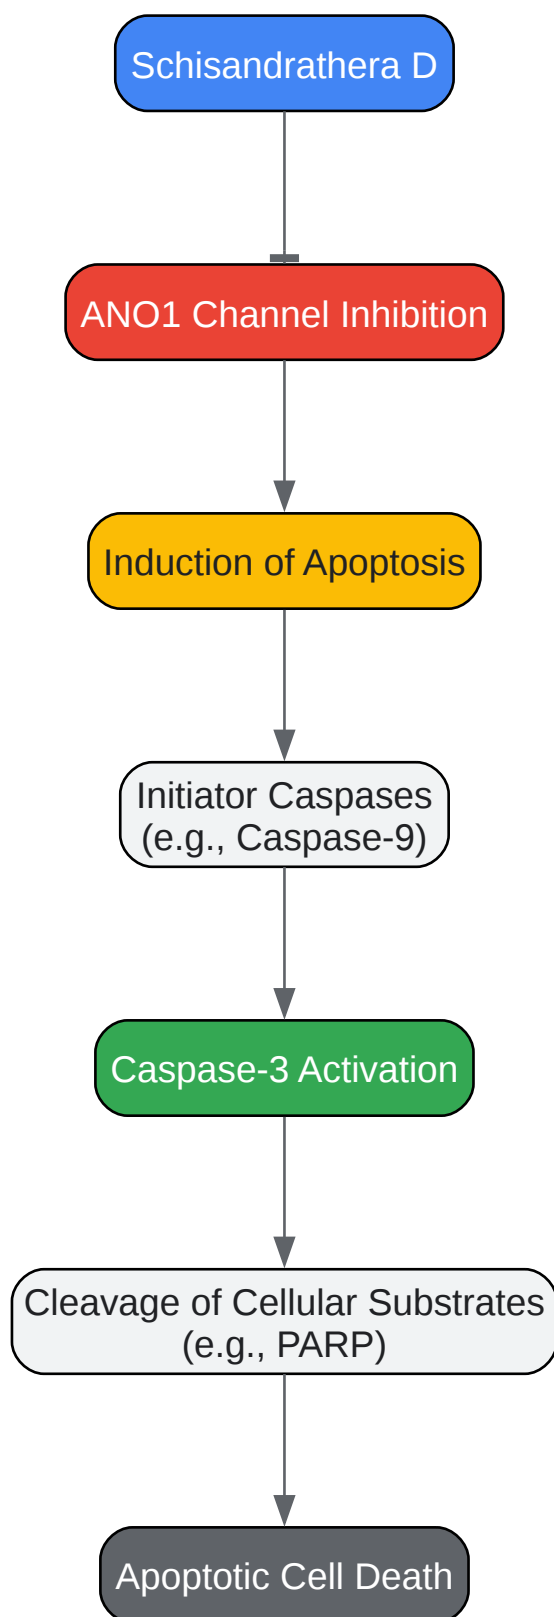 Schisandrathera D
ANO1 Channel Inhibition
Induction of Apoptosis
Initiator Caspases
(e.g., Caspase-9)
Caspase-3 Activation
Cleavage of Cellular Substrates
(e.g., PARP)
Apoptotic Cell Death